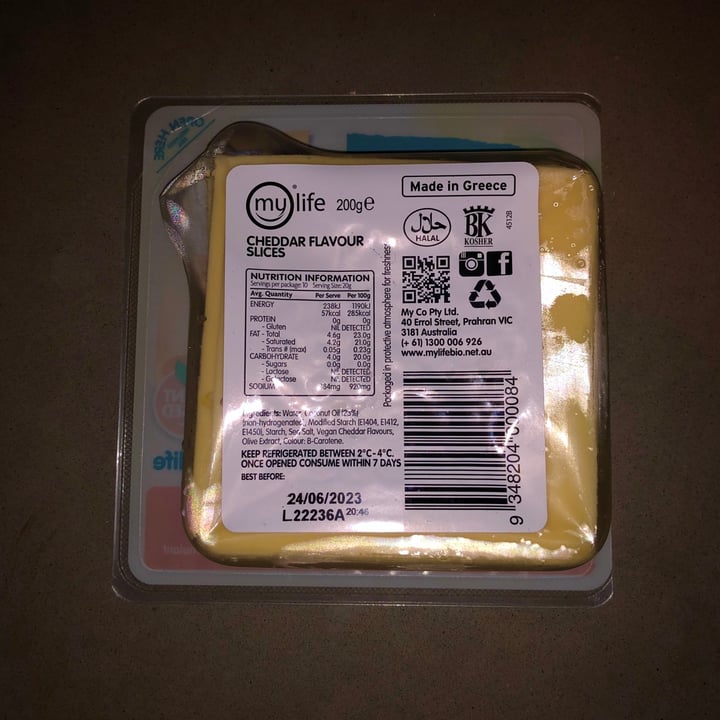 OPEN HERE
my life 200g e
Made in Greece
CHEDDAR FLAVOUR
SLICES
حلال
HALAL
BK
KOSHER
4512B
NUTRITION INFORMATION
Servings per package: 10 Serving Size: 20g
Avg. Quantity Per Serve Per 100g
ENERGY 238kJ 1190kJ
57kcal 285kcal
PROTEIN 0g 0g
- Gluten NIL DETECTED
FAT - Total 4.6g 23.0g
- Saturated 4.2g 21.0g
- Trans # (max) 0.05g 0.23g
CARBOHYDRATE 4.0g 20.0g
- Sugars 0.0g 0.0g
- Lactose NIL DETECTED
- Galactose NIL DETECTED
SODIUM 184mg 920mg
Packaged in protective atmosphere for freshness
My Co Pty Ltd.
40 Errol Street, Prahran VIC
3181 Australia
(+ 61) 1300 006 926
www.mylifebio.net.au
Ingredients: Water, Coconut Oil (23%)
(non-hydrogenated), Modified Starch (E1404, E1412,
E1450), Starch, Sea Salt, Vegan Cheddar Flavours,
Olive Extract, Colour: B-Carotene.
KEEP REFRIGERATED BETWEEN 2°C-4°C.
ONCE OPENED CONSUME WITHIN 7 DAYS
BEST BEFORE:
24/06/2023
L22236A 20:46
9 348204 000084
life